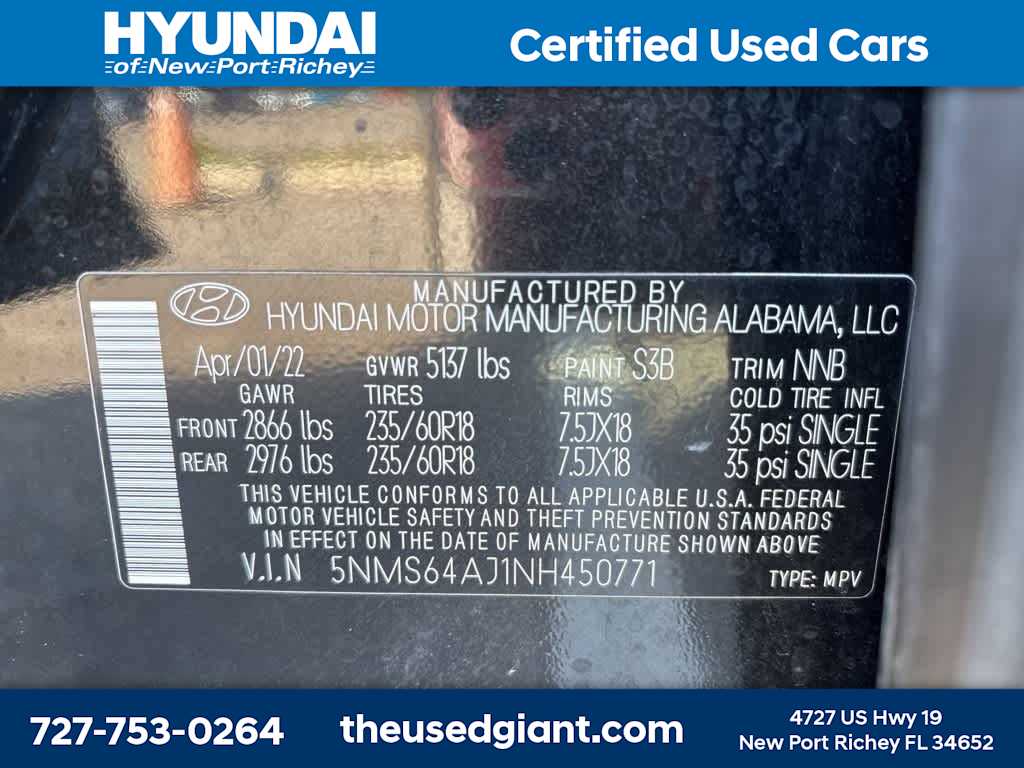 HYUNDAI
of New Port Richey
Certified Used Cars
MANUFACTURED BY
HYUNDAI MOTOR MANUFACTURING ALABAMA, LLC
Apr/01/22 GVWR 5137 lbs PAINT S3B TRIM NNB
GAWR TIRES RIMS COLD TIRE INFL
FRONT 2866 lbs 235/60R18 7.5JX18 35 psi SINGLE
REAR 2976 lbs 235/60R18 7.5JX18 35 psi SINGLE
THIS VEHICLE CONFORMS TO ALL APPLICABLE U.S.A. FEDERAL
MOTOR VEHICLE SAFETY AND THEFT PREVENTION STANDARDS
IN EFFECT ON THE DATE OF MANUFACTURE SHOWN ABOVE
V.I.N 5NMS64AJ1NH450771 TYPE: MPV
727-753-0264
theusedgiant.com
4727 US Hwy 19
New Port Richey FL 34652